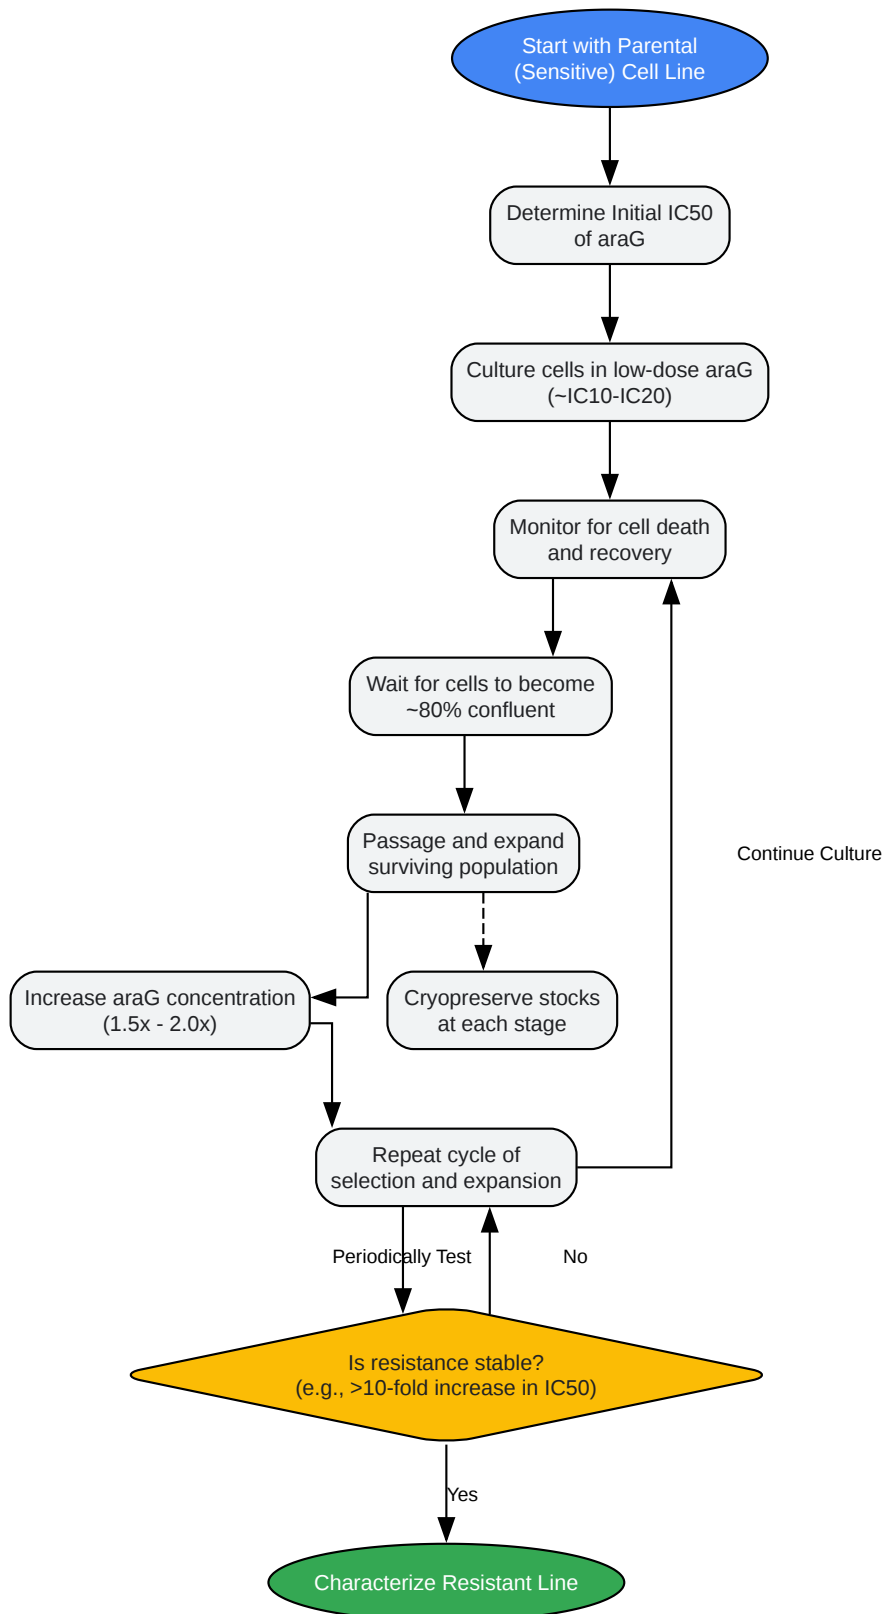 Start with Parental
(Sensitive) Cell Line
Determine Initial IC50
of araG
Culture cells in low-dose araG
(~IC10-IC20)
Monitor for cell death
and recovery
Wait for cells to become
~80% confluent
Passage and expand
surviving population
Continue Culture
Increase araG concentration
(1.5x - 2.0x)
Cryopreserve stocks
at each stage
Repeat cycle of
selection and expansion
Periodically Test
No
Is resistance stable?
(e.g., >10-fold increase in IC50)
Yes
Characterize Resistant Line